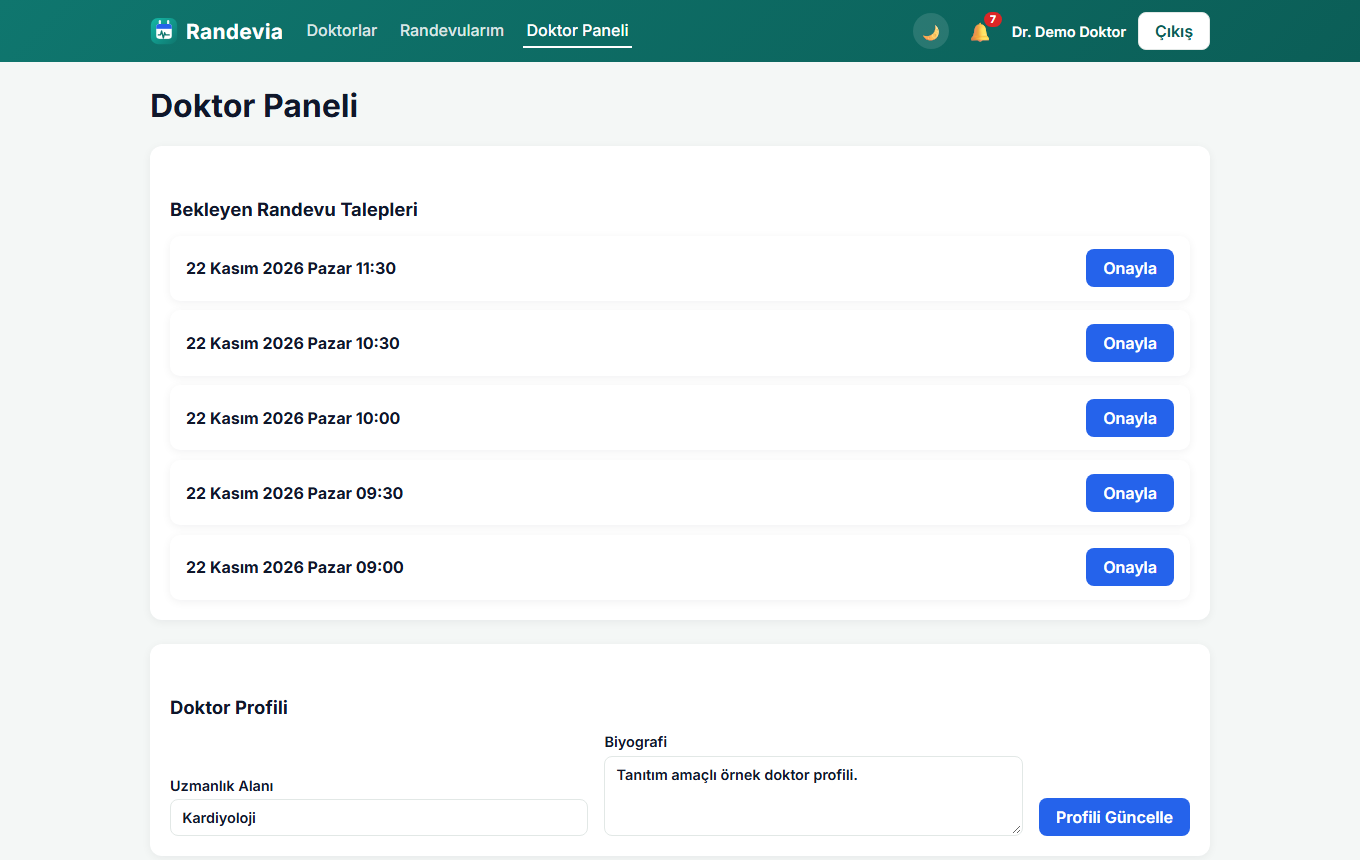 Randevia Doktorlar Randevularım Doktor Paneli 7 Dr. Demo Doktor Çıkış
Doktor Paneli
Bekleyen Randevu Talepleri
22 Kasım 2026 Pazar 11:30 Onayla
22 Kasım 2026 Pazar 10:30 Onayla
22 Kasım 2026 Pazar 10:00 Onayla
22 Kasım 2026 Pazar 09:30 Onayla
22 Kasım 2026 Pazar 09:00 Onayla
Doktor Profili
Uzmanlık Alanı
Kardiyoloji
Biyografi
Tanıtım amaçlı örnek doktor profili.
Profili Güncelle